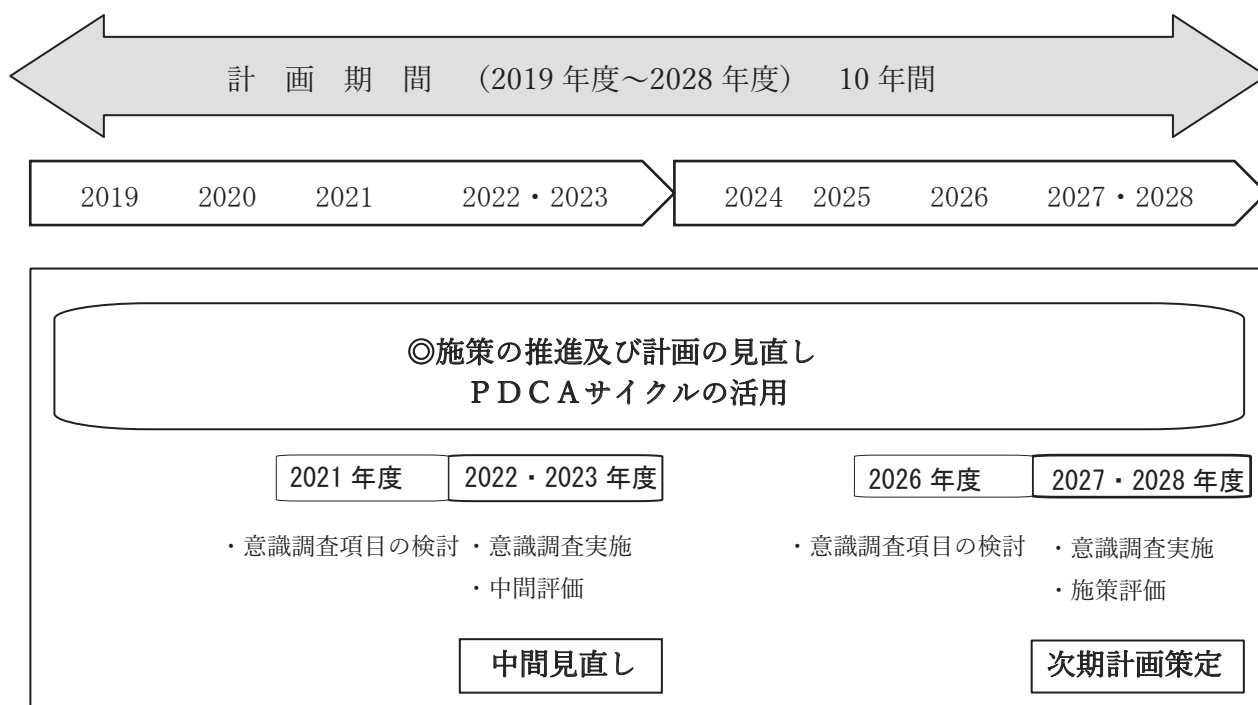 計 画 期 間 (2019 年度～2028 年度) 10 年間
2019 2020 2021 2022・2023 2024 2025 2026 2027・2028
◎施策の推進及び計画の見直し
ＰＤＣＡサイクルの活用
2021 年度 2022・2023 年度 2026 年度 2027・2028 年度
・意識調査項目の検討 ・意識調査実施 ・意識調査項目の検討 ・意識調査実施
・中間評価 ・施策評価
中間見直し 次期計画策定